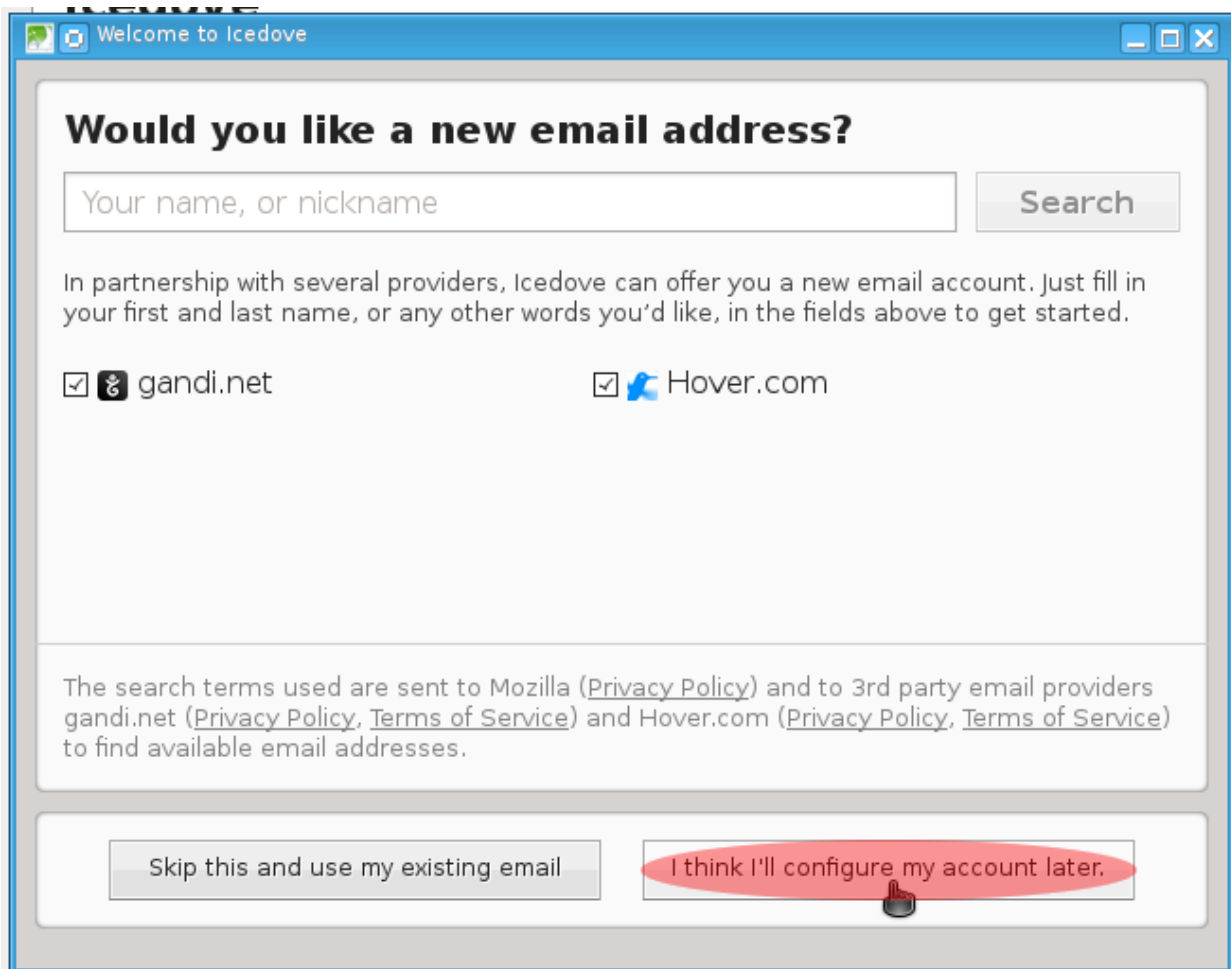 Welcome to Icedove
Would you like a new email address?
Your name, or nickname
Search
In partnership with several providers, Icedove can offer you a new email account. Just fill in
your first and last name, or any other words you’d like, in the fields above to get started.
gandi.net
Hover.com
The search terms used are sent to Mozilla (Privacy Policy) and to 3rd party email providers
gandi.net (Privacy Policy, Terms of Service) and Hover.com (Privacy Policy, Terms of Service)
to find available email addresses.
Skip this and use my existing email
I think I'll configure my account later.